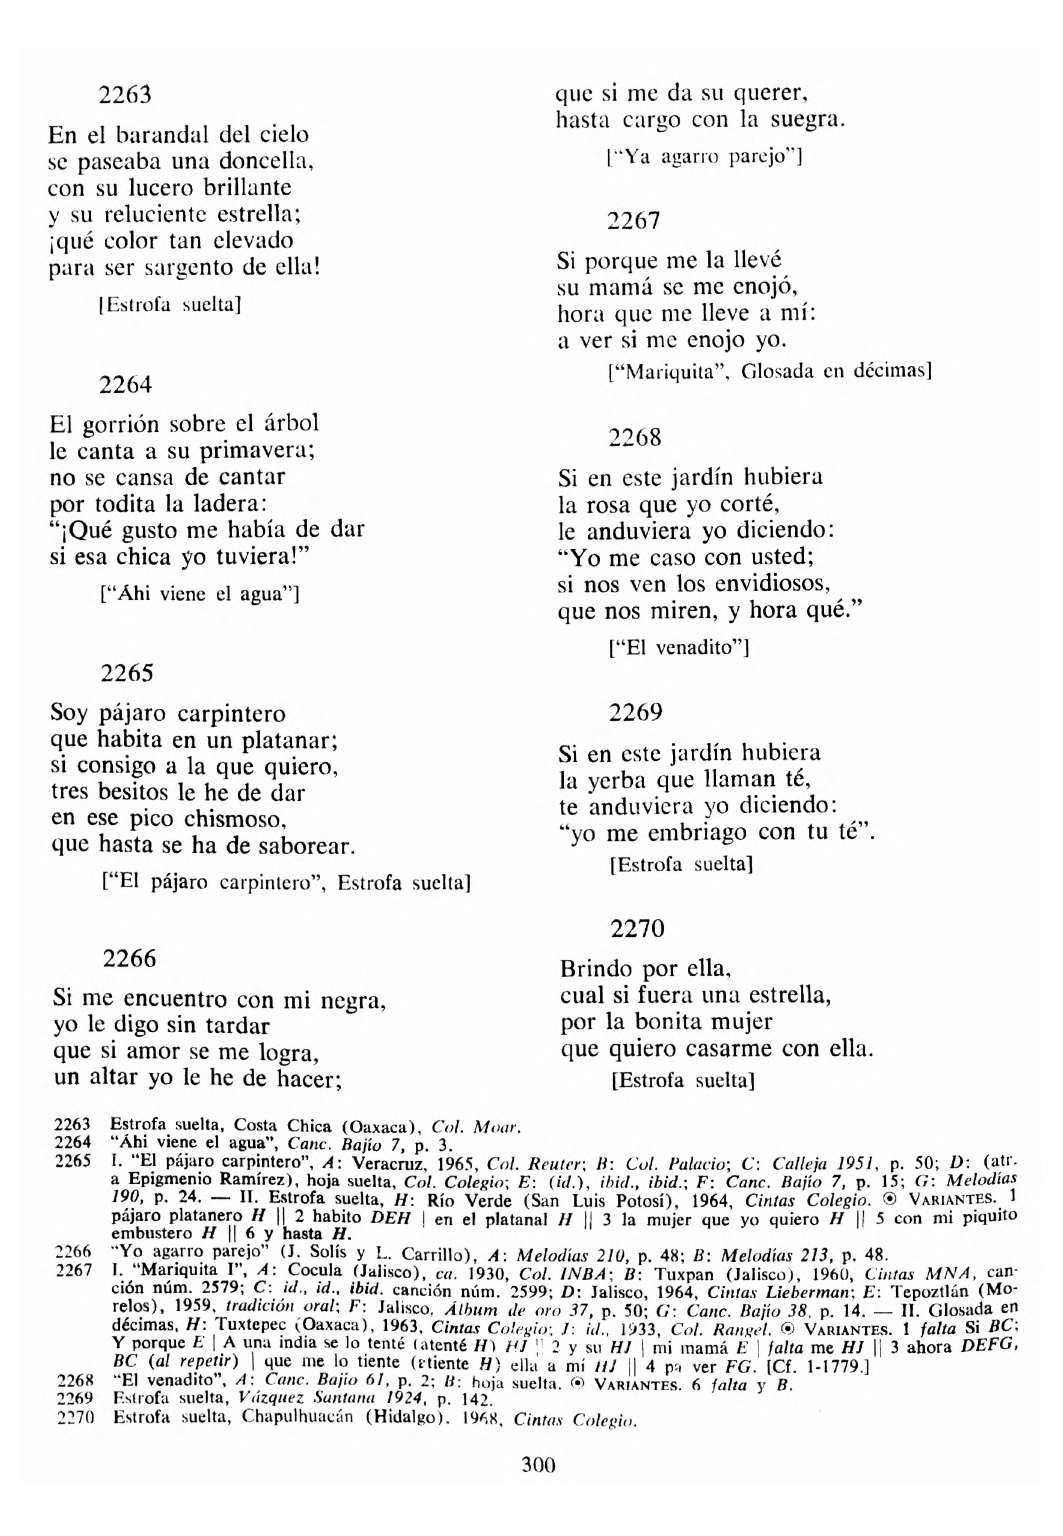 2263
En el barandal del cielo
se paseaba una doncella,
con su lucero brillante
y su reluciente estrella;
¡qué color tan elevado
para ser sargento de ella!
[Estrofa suelta]
2264
El gorrión sobre el árbol
le canta a su primavera;
no se cansa de cantar
por todita la ladera:
“¡Qué gusto me había de dar
si esa chica yo tuviera!”
[“Áhi viene el agua”]
2265
Soy pájaro carpintero
que habita en un platanar;
si consigo a la que quiero,
tres besitos le he de dar
en ese pico chismoso,
que hasta se ha de saborear.
[“El pájaro carpintero”, Estrofa suelta]
2266
Si me encuentro con mi negra,
yo le digo sin tardar
que si amor se me logra,
un altar yo le he de hacer;
que si me da su querer,
hasta cargo con la suegra.
[“Ya agarro parejo”]
2267
Si porque me la llevé
su mamá se me enojó,
hora que me lleve a mí:
a ver si me enojo yo.
[“Mariquita”, Glosada en décimas]
2268
Si en este jardín hubiera
la rosa que yo corté,
le anduviera yo diciendo:
“Yo me caso con usted;
si nos ven los envidiosos,
que nos miren, y hora qué.”
[“El venadito”]
2269
Si en este jardín hubiera
la yerba que llaman té,
te anduviera yo diciendo:
“yo me embriago con tu té”.
[Estrofa suelta]
2270
Brindo por ella,
cual si fuera una estrella,
por la bonita mujer
que quiero casarme con ella.
[Estrofa suelta]
2263 Estrofa suelta, Costa Chica (Oaxaca), Col. Moar.
2264 “Áhi viene el agua”, Canc. Bajío 7, p. 3.
2265 I. “El pájaro carpintero”, A: Veracruz, 1965, Col. Reuter; B: Col. Palacio; C: Calleja 1951, p. 50; D: (atr.
a Epigmenio Ramírez), hoja suelta, Col. Colegio; E: (id.), ibid., ibid.; F: Canc. Bajío 7, p. 15; G: Melodías
190, p. 24. — II. Estrofa suelta, H: Río Verde (San Luis Potosí), 1964, Cintas Colegio. ⊙ VARIANTES. 1
pájaro platanero H || 2 habito DEH | en el platanal H || 3 la mujer que yo quiero H || 5 con mi piquito
embustero H || 6 y hasta H.
2266 “Yo agarro parejo” (J. Solís y L. Carrillo), A: Melodías 210, p. 48; B: Melodías 213, p. 48.
2267 I. “Mariquita I”, A: Cocula (Jalisco), ca. 1930, Col. INBA; B: Tuxpan (Jalisco), 1960, Cintas MNA, can-
ción núm. 2579; C: id., id., ibid. canción núm. 2599; D: Jalisco, 1964, Cintas Lieberman; E: Tepoztlán (Mo-
relos), 1959, tradición oral; F: Jalisco, Álbum de oro 37, p. 50; G: Canc. Bajío 38, p. 14. — II. Glosada en
décimas, H: Tuxtepec (Oaxaca), 1963, Cintas Colegio; J: id., 1933, Col. Rangel. ⊙ VARIANTES. 1 falta Si BC;
Y porque E | A una india se lo tenté (atenté H) HJ || 2 y su HJ | mi mamá E | falta me HJ || 3 ahora DEFG,
BC (al repetir) | que me lo tiente (etiente H) ella a mí HJ || 4 pa ver FG. [Cf. 1-1779.]
2268 “El venadito”, A: Canc. Bajío 61, p. 2; B: hoja suelta. ⊙ VARIANTES. 6 falta y B.
2269 Estrofa suelta, Vázquez Santana 1924, p. 142.
2270 Estrofa suelta, Chapulhuacán (Hidalgo). 1968, Cintas Colegio.
300